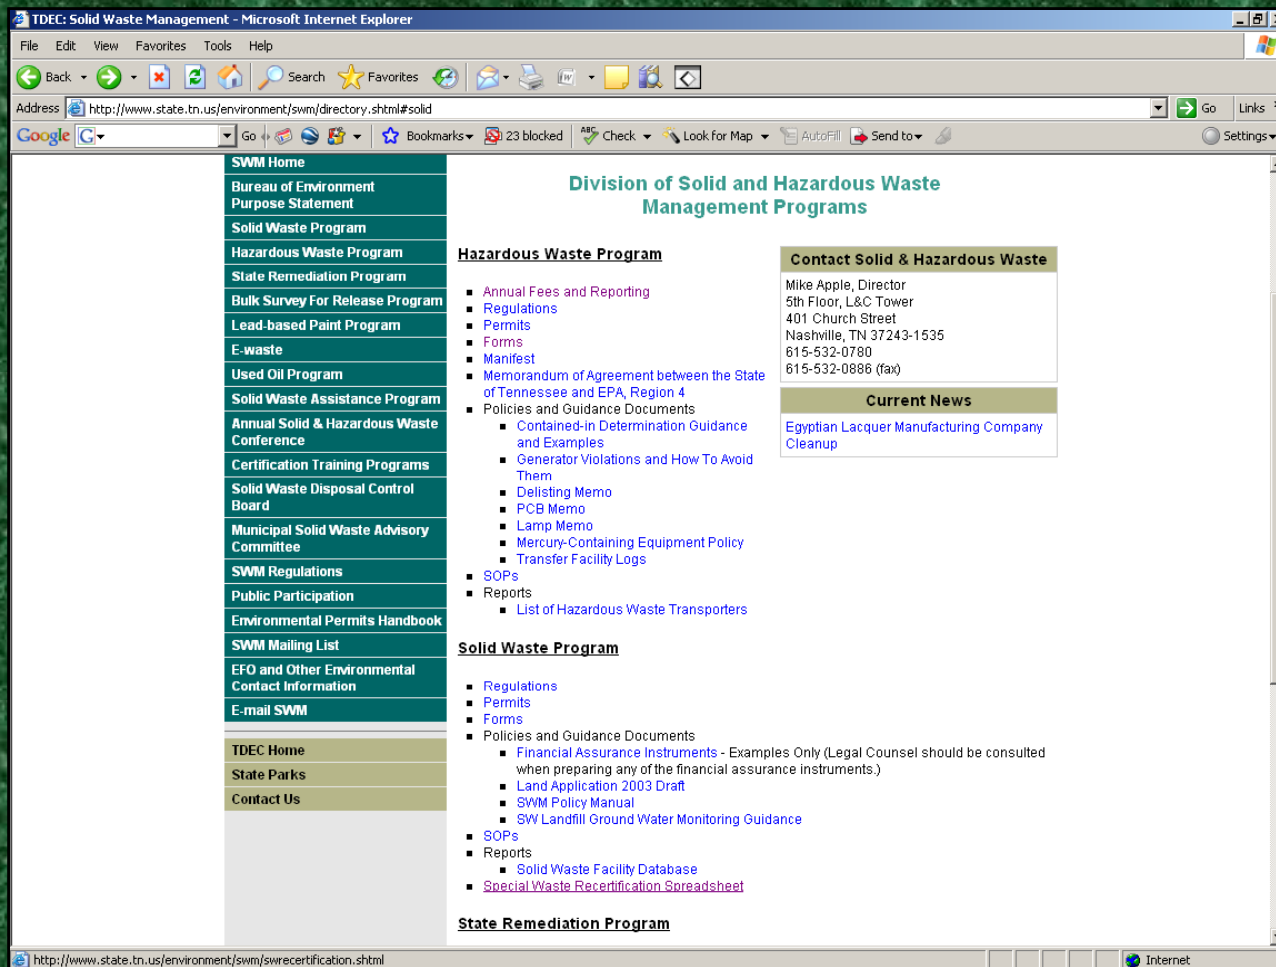 TDEC: Solid Waste Management - Microsoft Internet Explorer
File Edit View Favorites Tools Help
Back Search Favorites
Address http://www.state.tn.us/environment/swm/directory.shtml#solid Go Links
Google G Go Bookmarks 23 blocked ABC Check Look for Map AutoFill Send to Settings
SWM Home
Bureau of Environment
Purpose Statement
Solid Waste Program
Hazardous Waste Program
State Remediation Program
Bulk Survey For Release Program
Lead-based Paint Program
E-waste
Used Oil Program
Solid Waste Assistance Program
Annual Solid & Hazardous Waste
Conference
Certification Training Programs
Solid Waste Disposal Control
Board
Municipal Solid Waste Advisory
Committee
SWM Regulations
Public Participation
Environmental Permits Handbook
SWM Mailing List
EFO and Other Environmental
Contact Information
E-mail SWM
TDEC Home
State Parks
Contact Us
Division of Solid and Hazardous Waste
Management Programs
Hazardous Waste Program
Annual Fees and Reporting
Regulations
Permits
Forms
Manifest
Memorandum of Agreement between the State
of Tennessee and EPA, Region 4
Policies and Guidance Documents
Contained-in Determination Guidance
and Examples
Generator Violations and How To Avoid
Them
Delisting Memo
PCB Memo
Lamp Memo
Mercury-Containing Equipment Policy
Transfer Facility Logs
SOPs
Reports
List of Hazardous Waste Transporters
Contact Solid & Hazardous Waste
Mike Apple, Director
5th Floor, L&C Tower
401 Church Street
Nashville, TN 37243-1535
615-532-0780
615-532-0886 (fax)
Current News
Egyptian Lacquer Manufacturing Company
Cleanup
Solid Waste Program
Regulations
Permits
Forms
Policies and Guidance Documents
Financial Assurance Instruments - Examples Only (Legal Counsel should be consulted
when preparing any of the financial assurance instruments.)
Land Application 2003 Draft
SWM Policy Manual
SW Landfill Ground Water Monitoring Guidance
SOPs
Reports
Solid Waste Facility Database
Special Waste Recertification Spreadsheet
State Remediation Program
http://www.state.tn.us/environment/swm/swrecertification.shtml Internet